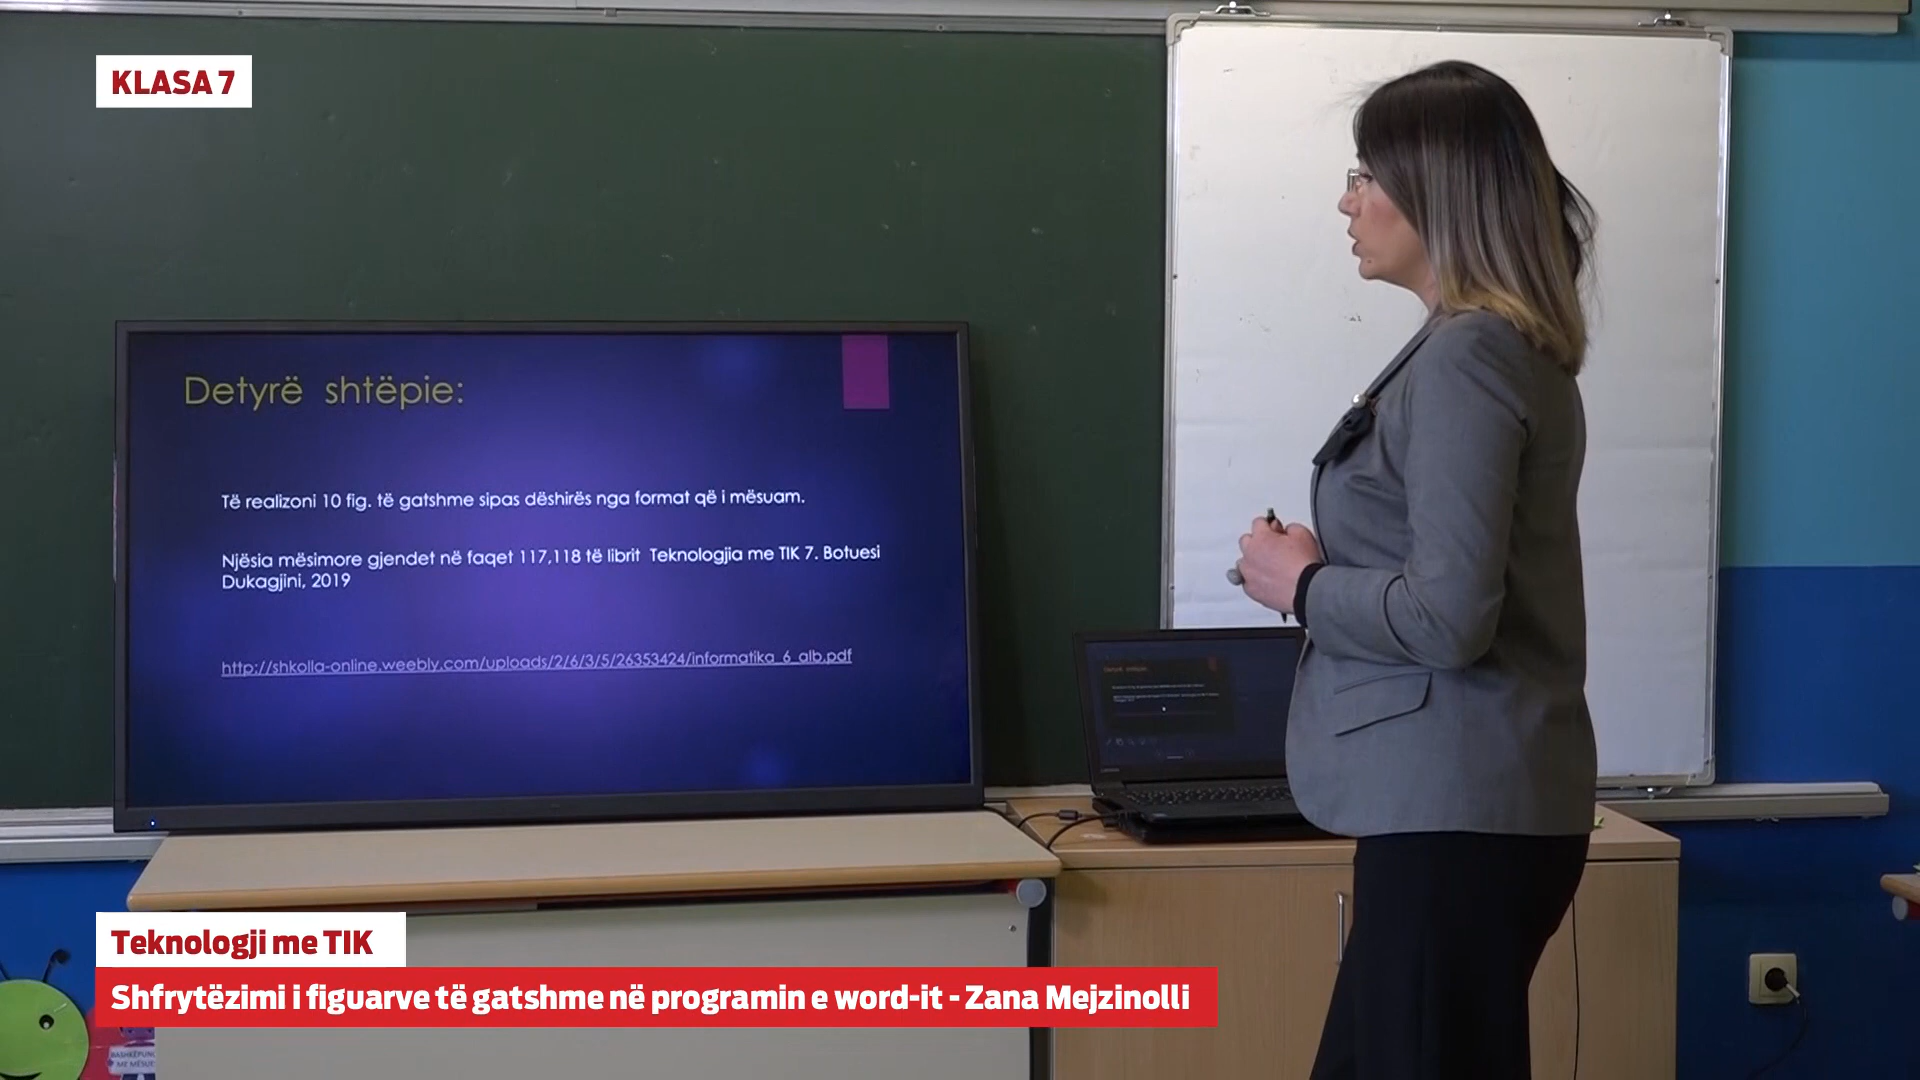 KLASA 7
Detyrë shtëpie:
Të realizoni 10 fig. të gatshme sipas dëshirës nga format që i mësuam.
Njësia mësimore gjendet në faqet 117,118 të librit Teknologjia me TIK 7. Botuesi
Dukagjini, 2019
http://shkolla-online.weebly.com/uploads/2/6/3/5/26353424/informatika_6_alb.pdf
Teknologji me TIK
Shfrytëzimi i figuarve të gatshme në programin e word-it - Zana Mejzinolli